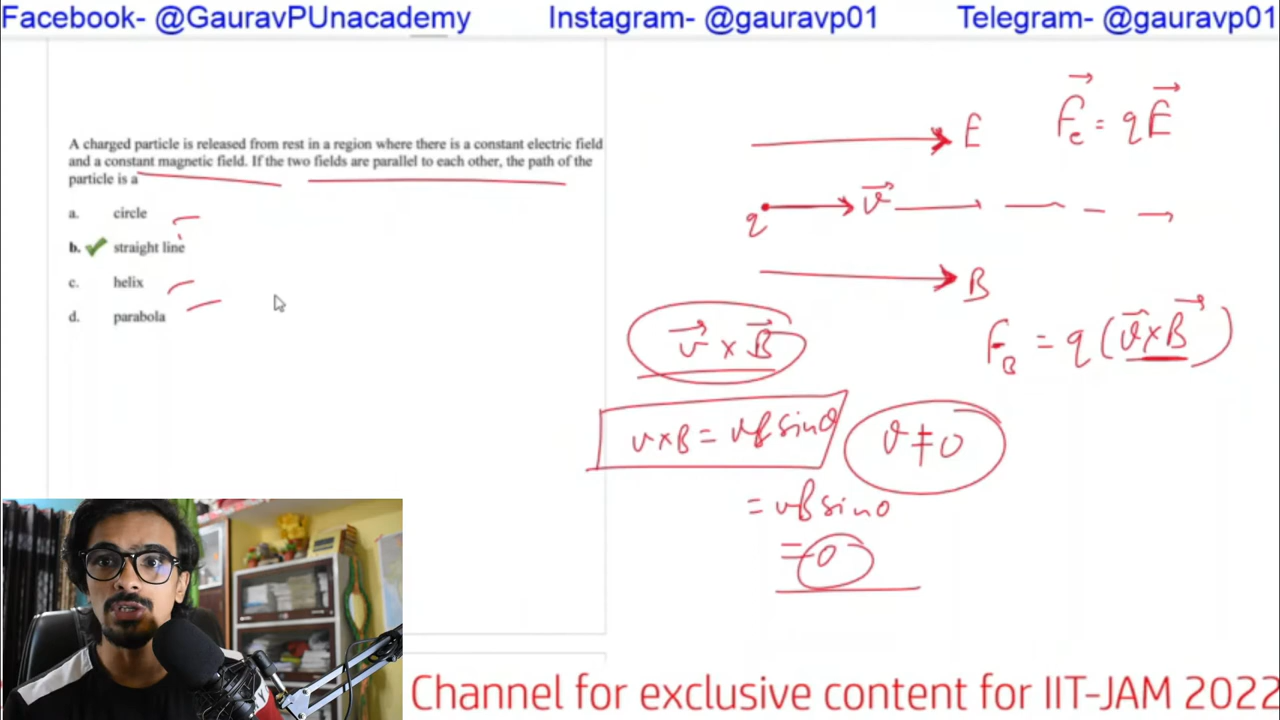 Facebook- @GauravPUnacademy Instagram- @gauravp01 Telegram- @gauravp01
A charged particle is released from rest in a region where there is a constant electric field
and a constant magnetic field. If the two fields are parallel to each other, the path of the
particle is a
a. circle
b. straight line
c. helix
d. parabola
E
F⃗e = qE⃗
q v⃗
B
v⃗ × B⃗
FB = q(v⃗×B⃗)
v×B = vB sinθ
v ≠ 0
= vB sin0
= 0
Channel for exclusive content for IIT-JAM 2022